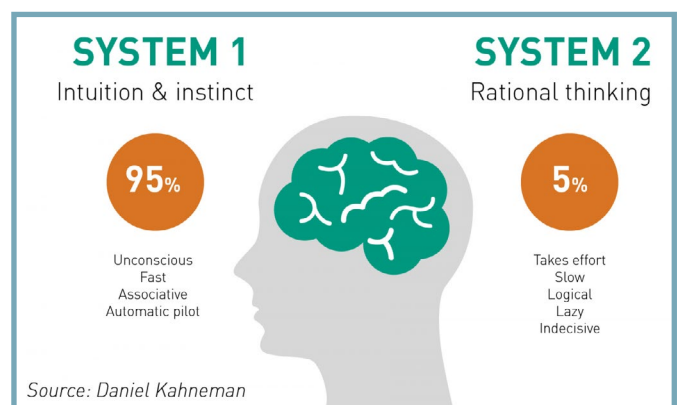 SYSTEM 1
Intuition & instinct
95%
Unconscious
Fast
Associative
Automatic pilot
SYSTEM 2
Rational thinking
5%
Takes effort
Slow
Logical
Lazy
Indecisive
Source: Daniel Kahneman